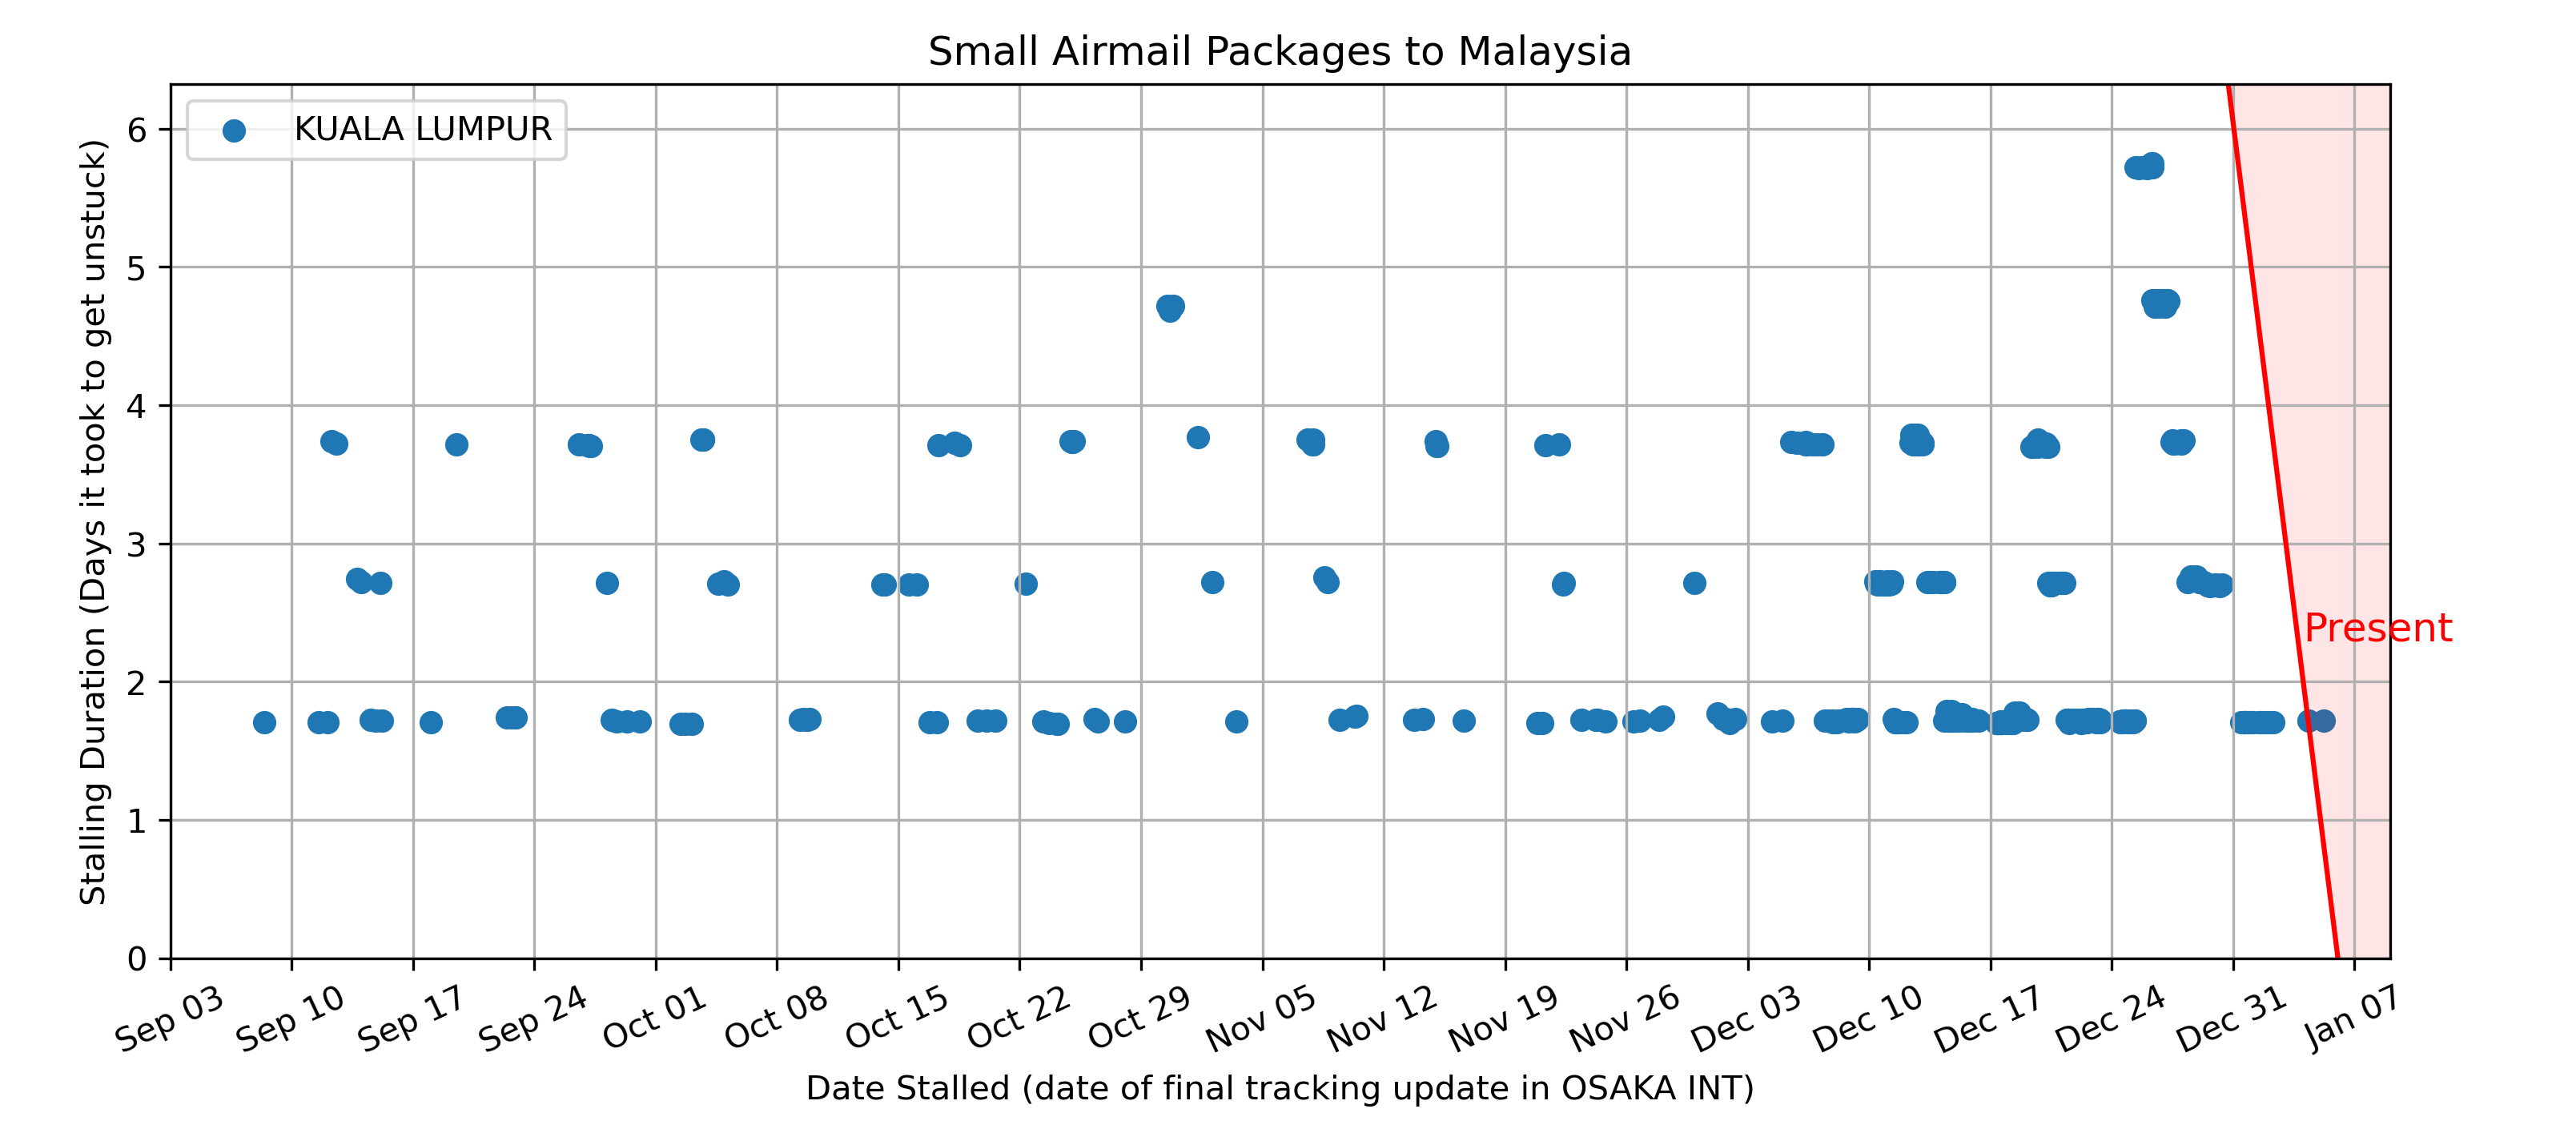 Small Airmail Packages to Malaysia
KUALA LUMPUR
Stalling Duration (Days it took to get unstuck)
6
5
4
3
2
1
0
Present
Sep 03
Sep 10
Sep 17
Sep 24
Oct 01
Oct 08
Oct 15
Oct 22
Oct 29
Nov 05
Nov 12
Nov 19
Nov 26
Dec 03
Dec 10
Dec 17
Dec 24
Dec 31
Jan 07
Date Stalled (date of final tracking update in OSAKA INT)